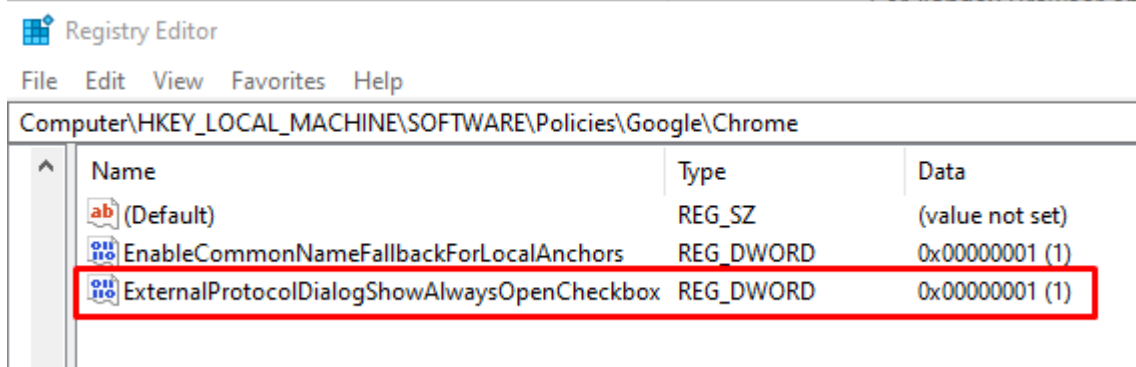 Registry Editor
File Edit View Favorites Help
Computer\HKEY_LOCAL_MACHINE\SOFTWARE\Policies\Google\Chrome
Name Type Data
(Default) REG_SZ (value not set)
EnableCommonNameFallbackForLocalAnchors REG_DWORD 0x00000001 (1)
ExternalProtocolDialogShowAlwaysOpenCheckbox REG_DWORD 0x00000001 (1)